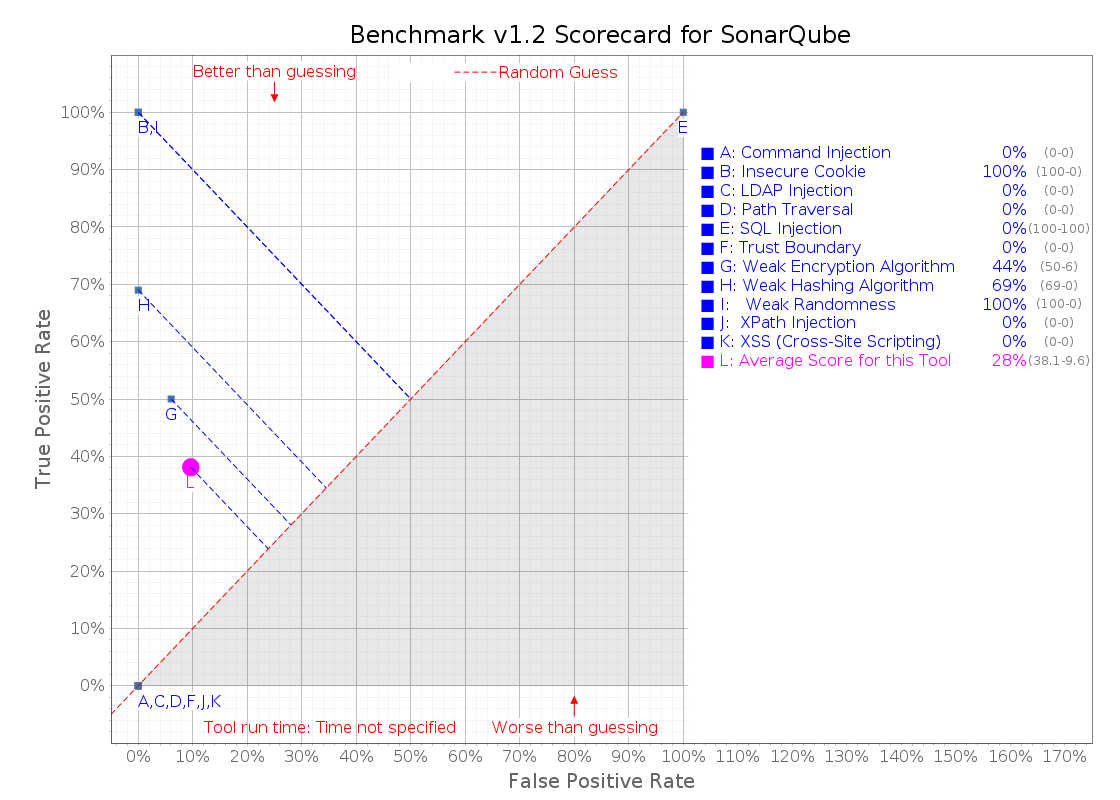 Benchmark v1.2 Scorecard for SonarQube
Better than guessing
Random Guess
100%
90%
80%
70%
60%
50%
40%
30%
20%
10%
0%
True Positive Rate
B,I
E
H
G
L
A,C,D,F,J,K
Tool run time: Time not specified
Worse than guessing
0% 10% 20% 30% 40% 50% 60% 70% 80% 90% 100% 110% 120% 130% 140% 150% 160% 170%
False Positive Rate
A: Command Injection 0% (0-0)
B: Insecure Cookie 100% (100-0)
C: LDAP Injection 0% (0-0)
D: Path Traversal 0% (0-0)
E: SQL Injection 0% (100-100)
F: Trust Boundary 0% (0-0)
G: Weak Encryption Algorithm 44% (50-6)
H: Weak Hashing Algorithm 69% (69-0)
I: Weak Randomness 100% (100-0)
J: XPath Injection 0% (0-0)
K: XSS (Cross-Site Scripting) 0% (0-0)
L: Average Score for this Tool 28% (38.1-9.6)